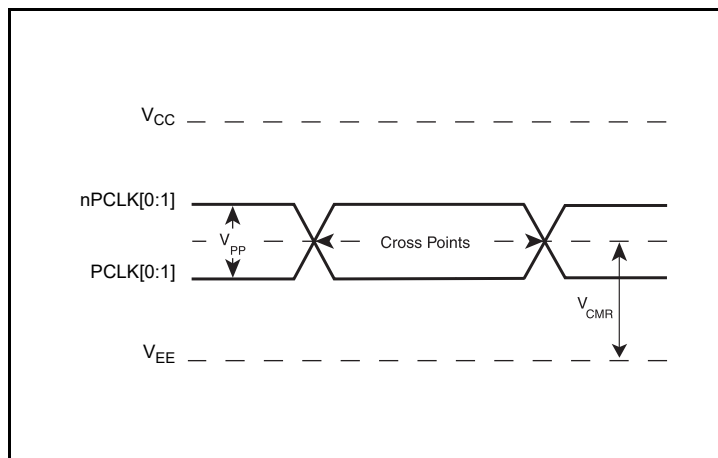 VCC
nPCLK[0:1]
VPP
Cross Points
PCLK[0:1]
VCMR
VEE